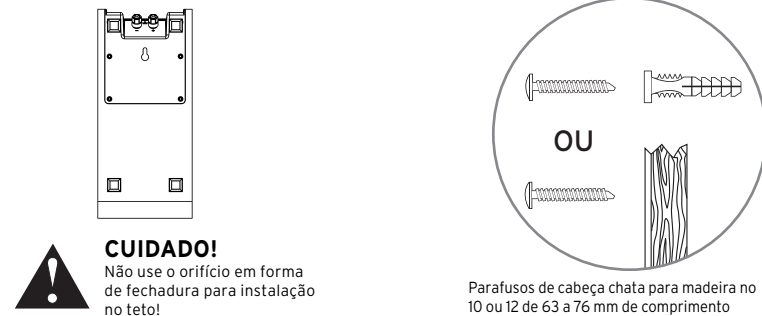 CUIDADO!
Não use o orifício em forma
de fechadura para instalação
no teto!
OU
Parafusos de cabeça chata para madeira no
10 ou 12 de 63 a 76 mm de comprimento